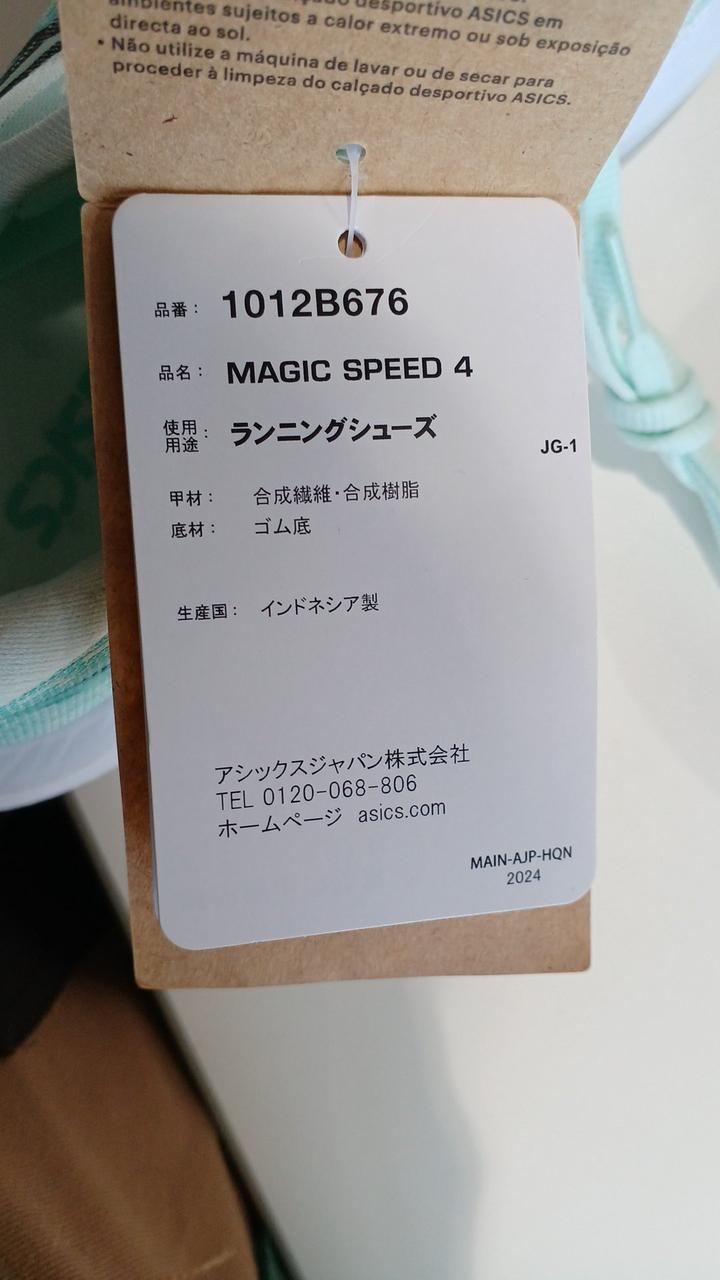 ambientes sujeitos a calor extremo ou sob exposição
directa ao sol.
• Não utilize a máquina de lavar ou de secar para
proceder à limpeza do calçado desportivo ASICS.
品番： 1012B676
品名： MAGIC SPEED 4
使用用途： ランニングシューズ
JG-1
甲材： 合成繊維・合成樹脂
底材： ゴム底
生産国： インドネシア製
アシックスジャパン株式会社
TEL 0120-068-806
ホームページ asics.com
MAIN-AJP-HQN
2024